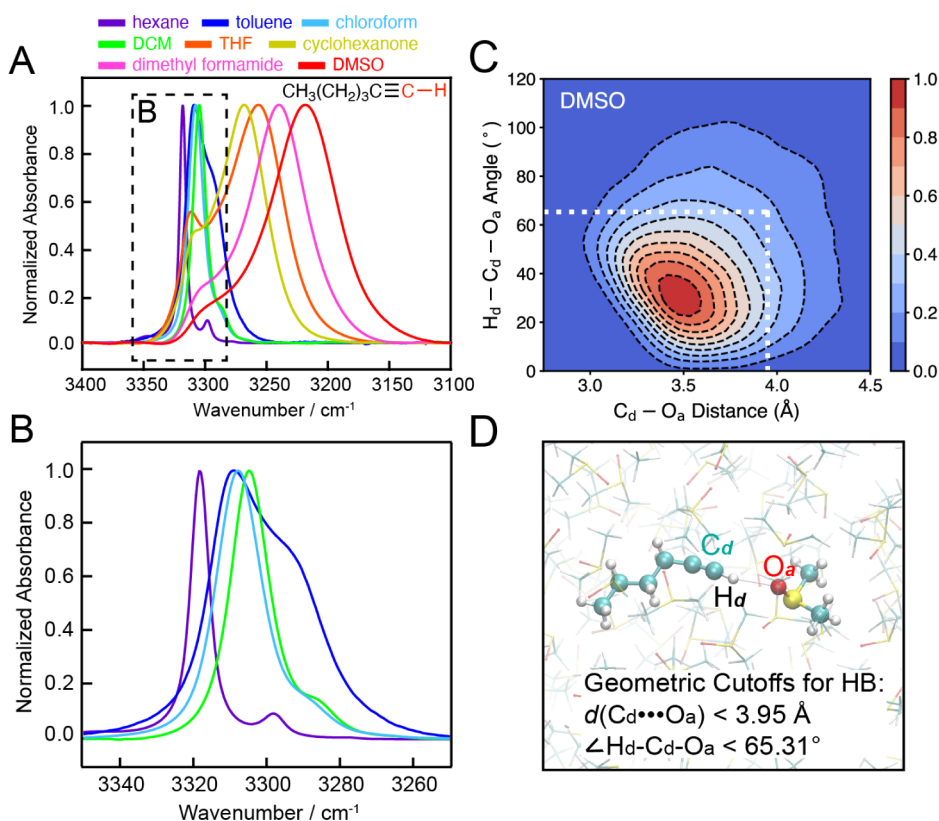 hexane toluene chloroform
DCM THF cyclohexanone
dimethyl formamide DMSO
A
CH3(CH2)3C≡C−H
B
1.0
0.8
0.6
0.4
0.2
0.0
Normalized Absorbance
3400 3350 3300 3250 3200 3150 3100
Wavenumber / cm-1
C
DMSO
120
100
80
60
40
20
0
Hd − Cd − Oa Angle (°)
3.0 3.5 4.0 4.5
Cd − Oa Distance (Å)
1.0
0.8
0.6
0.4
0.2
0.0
B
1.0
0.8
0.6
0.4
0.2
0.0
Normalized Absorbance
3340 3320 3300 3280 3260
Wavenumber / cm-1
D
Cd
Oa
Hd
Geometric Cutoffs for HB:
d(Cd•••Oa) < 3.95 Å
∠Hd-Cd-Oa < 65.31°